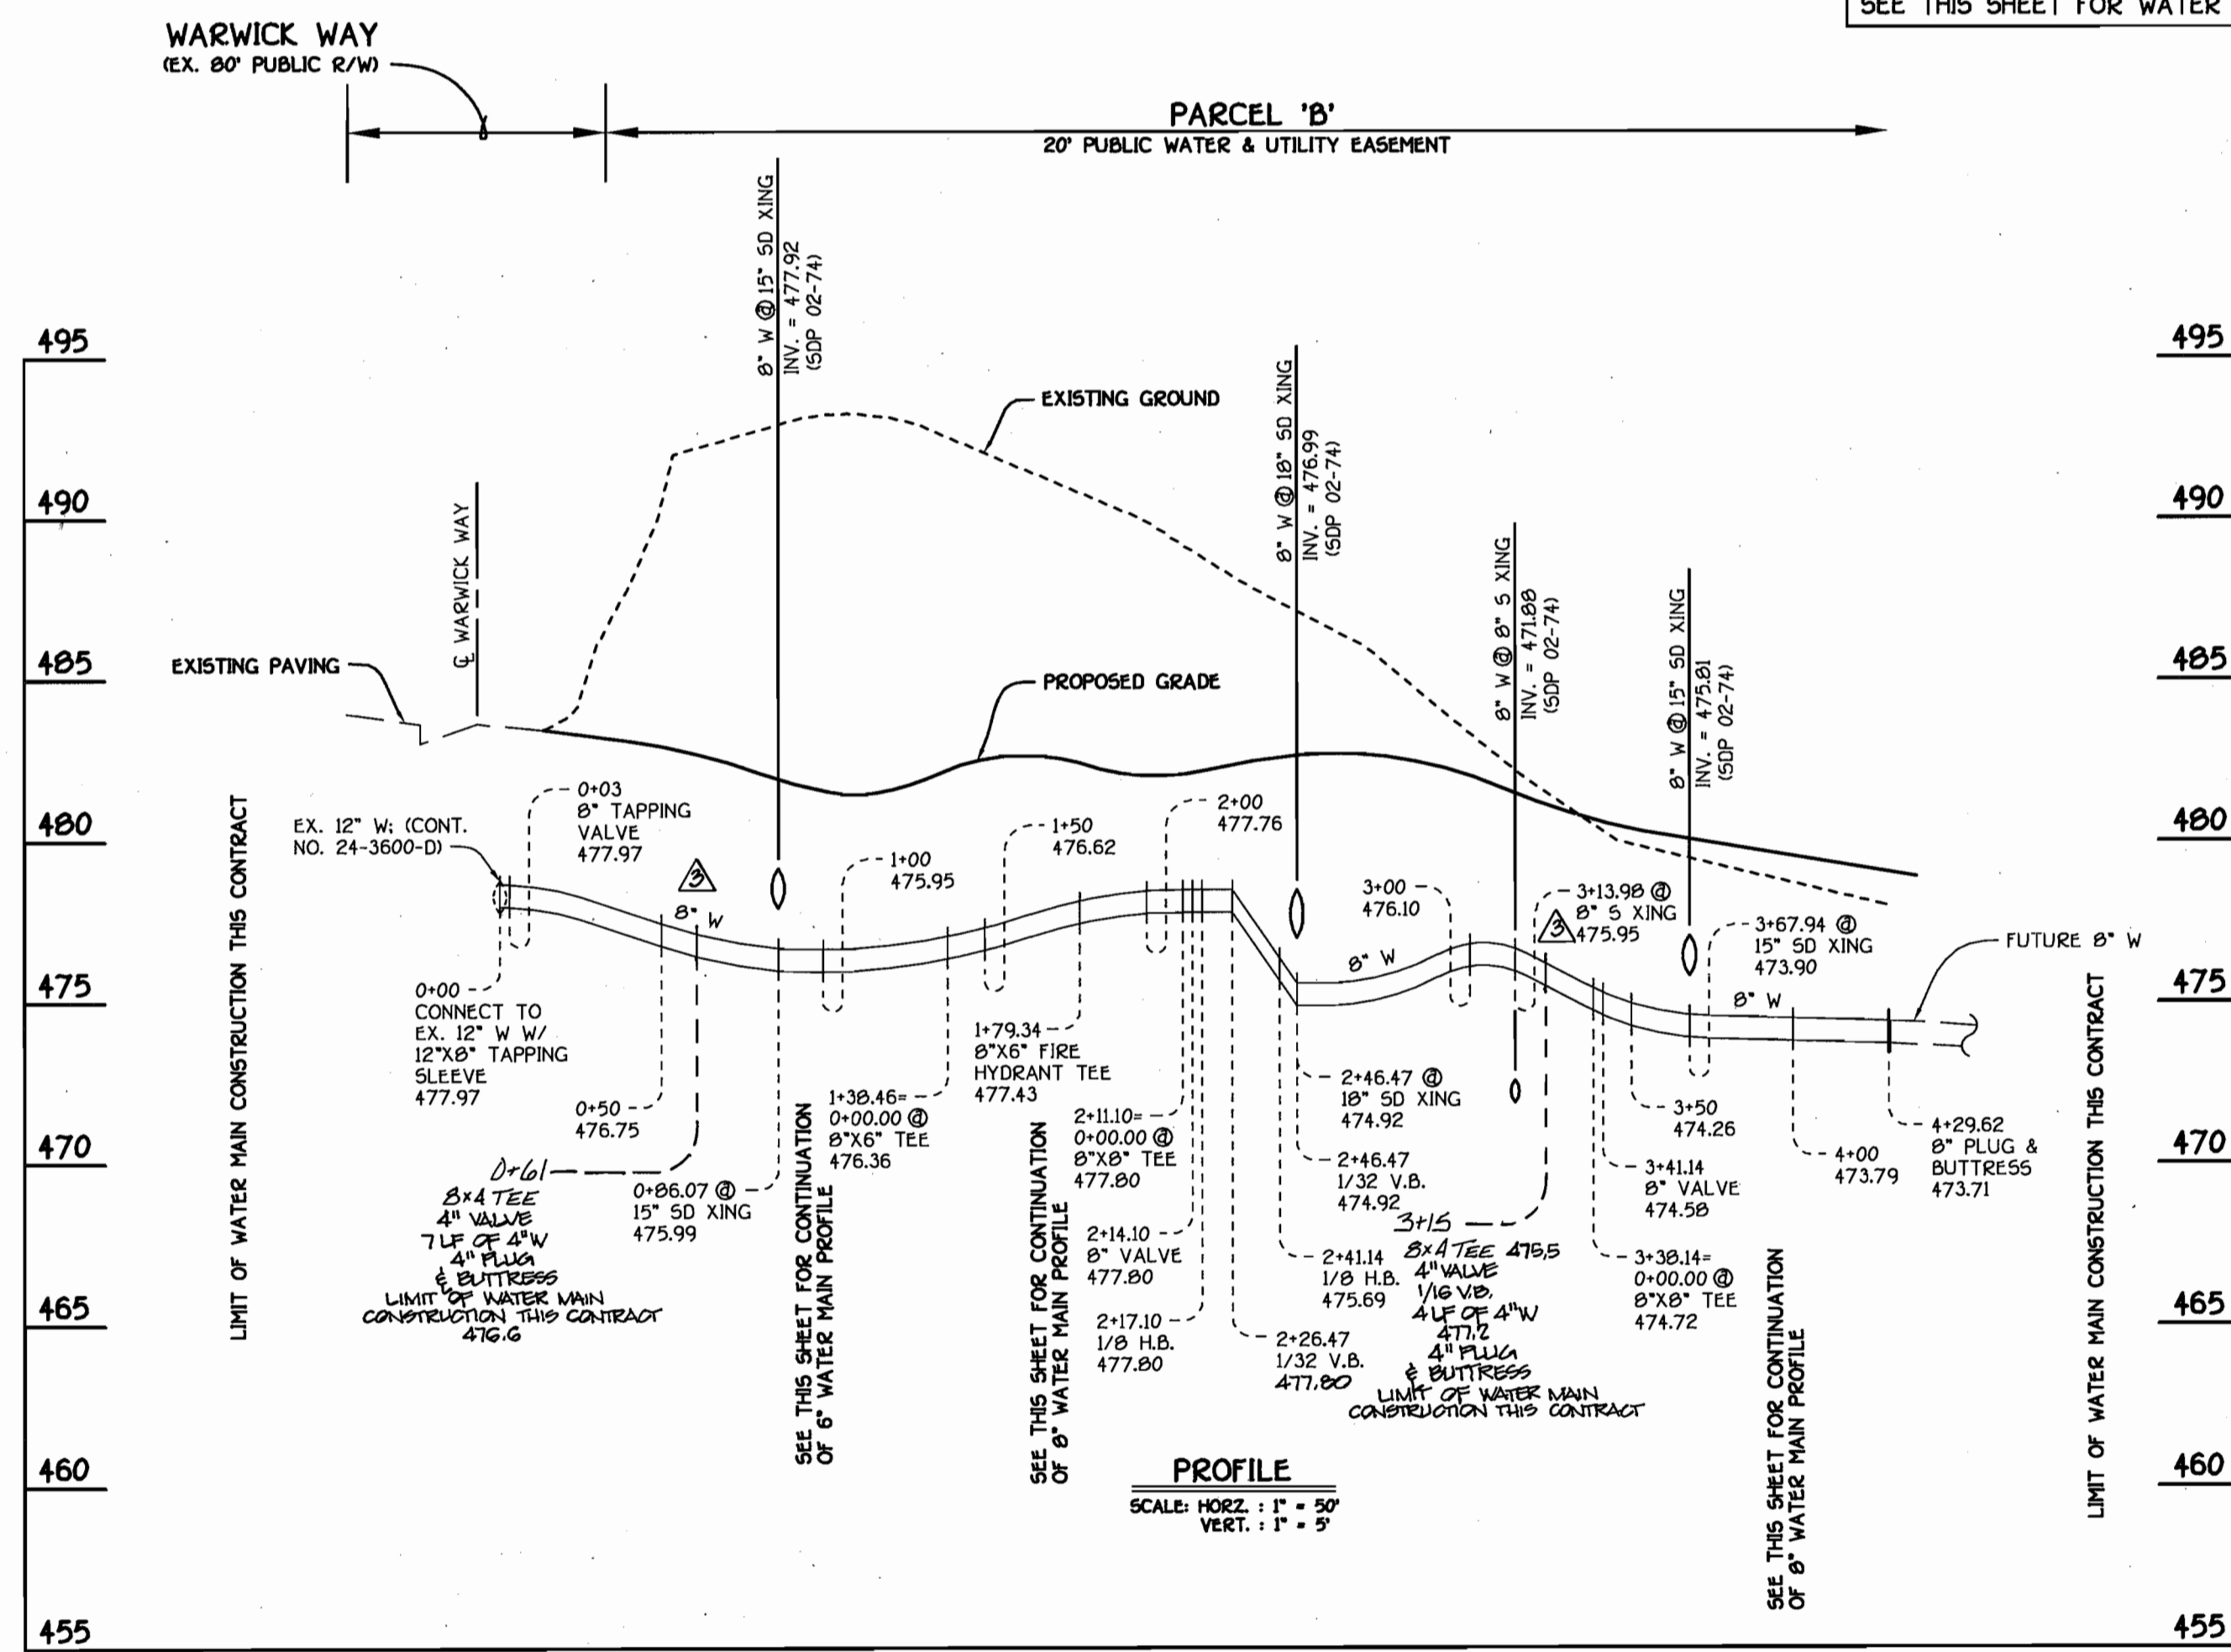 SEE THIS SHEET FOR WATER
WARWICK WAY
(EX. 80' PUBLIC R/W)
PARCEL 'B'
20' PUBLIC WATER & UTILITY EASEMENT
8" W @ 15" SD XING
INV. = 477.92
(SDP 02-74)
8" W @ 18" SD XING
INV. = 476.99
(SDP 02-74)
8" W @ 8" S XING
INV. = 471.88
(SDP 02-74)
8" W @ 15" SD XING
INV. = 475.81
(SDP 02-74)
495
490
485
480
475
470
465
460
455
495
490
485
480
475
470
465
460
455
EXISTING GROUND
℄ WARWICK WAY
EXISTING PAVING
PROPOSED GRADE
LIMIT OF WATER MAIN CONSTRUCTION THIS CONTRACT
EX. 12" W; (CONT.
NO. 24-3600-D)
0+03
8" TAPPING
VALVE
477.97
3
8" W
1+00
475.95
1+50
476.62
2+00
477.76
3+00
476.10
8" W
3+13.98 @
8" S XING
475.95
3
3+67.94 @
15" SD XING
473.90
8" W
FUTURE 8" W
0+00
CONNECT TO
EX. 12" W W/
12"X8" TAPPING
SLEEVE
477.97
0+50
476.75
0+61
8x4 TEE
4" VALVE
7 LF OF 4"W
4" PLUG
& BUTTRESS
LIMIT OF WATER MAIN
CONSTRUCTION THIS CONTRACT
476.6
0+86.07 @
15" SD XING
475.99
SEE THIS SHEET FOR CONTINUATION
OF 6" WATER MAIN PROFILE
1+38.46=
0+00.00 @
8"X6" TEE
476.36
1+79.34
8"X6" FIRE
HYDRANT TEE
477.43
SEE THIS SHEET FOR CONTINUATION
OF 8" WATER MAIN PROFILE
2+11.10=
0+00.00 @
8"X8" TEE
477.80
2+14.10
8" VALVE
477.80
2+17.10
1/8 H.B.
477.80
2+26.47
1/32 V.B.
477.80
2+41.14
1/8 H.B.
475.69
2+46.47 @
18" SD XING
474.92
2+46.47
1/32 V.B.
474.92
3+15
8x4 TEE 475.5
4" VALVE
1/16 V.B.
4 LF OF 4"W
477.2
4" PLUG
& BUTTRESS
LIMIT OF WATER MAIN
CONSTRUCTION THIS CONTRACT
3+38.14=
0+00.00 @
8"X8" TEE
474.72
3+41.14
8" VALVE
474.58
3+50
474.26
4+00
473.79
4+29.62
8" PLUG &
BUTTRESS
473.71
SEE THIS SHEET FOR CONTINUATION
OF 8" WATER MAIN PROFILE
LIMIT OF WATER MAIN CONSTRUCTION THIS CONTRACT
PROFILE
SCALE: HORZ. : 1" = 50'
VERT. : 1" = 5'